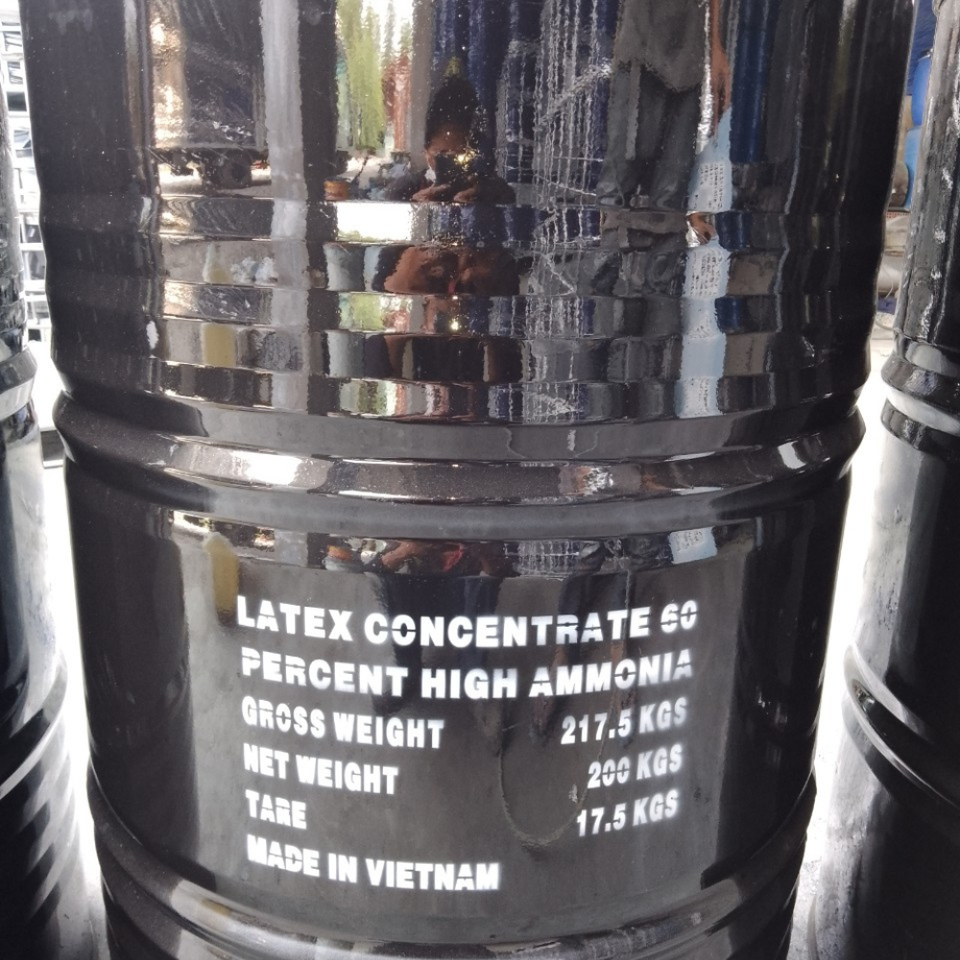 LATEX CONCENTRATE 60
PERCENT HIGH AMMONIA
GROSS WEIGHT 217.5 KGS
NET WEIGHT 200 KGS
TARE 17.5 KGS
MADE IN VIETNAM